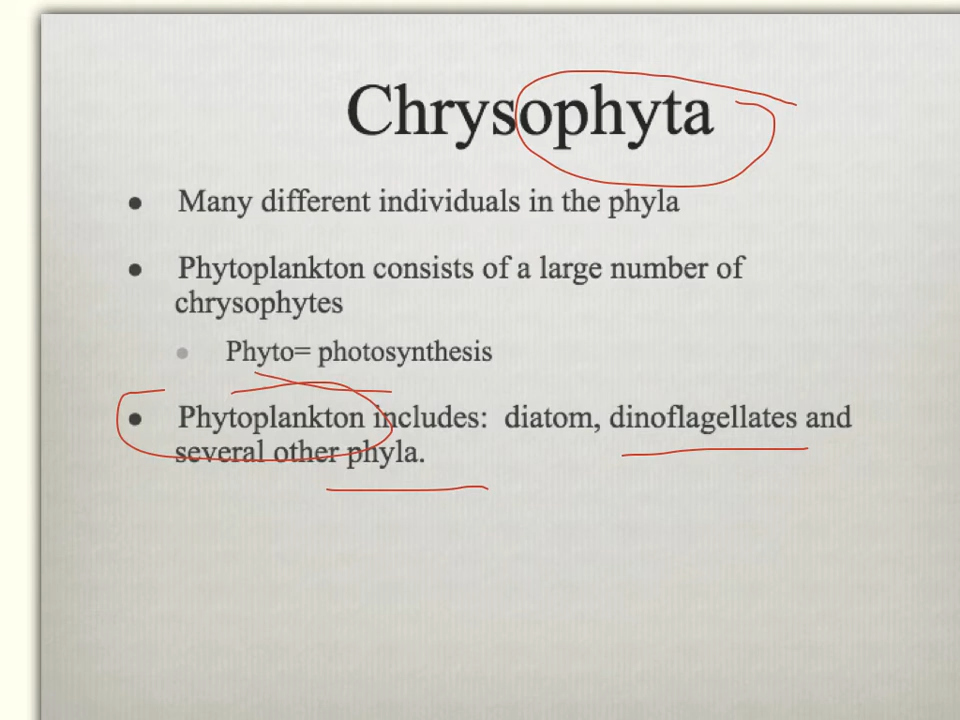 Chrysophyta
• Many different individuals in the phyla
• Phytoplankton consists of a large number of
chrysophytes
• Phyto= photosynthesis
• Phytoplankton includes: diatom, dinoflagellates and
several other phyla.